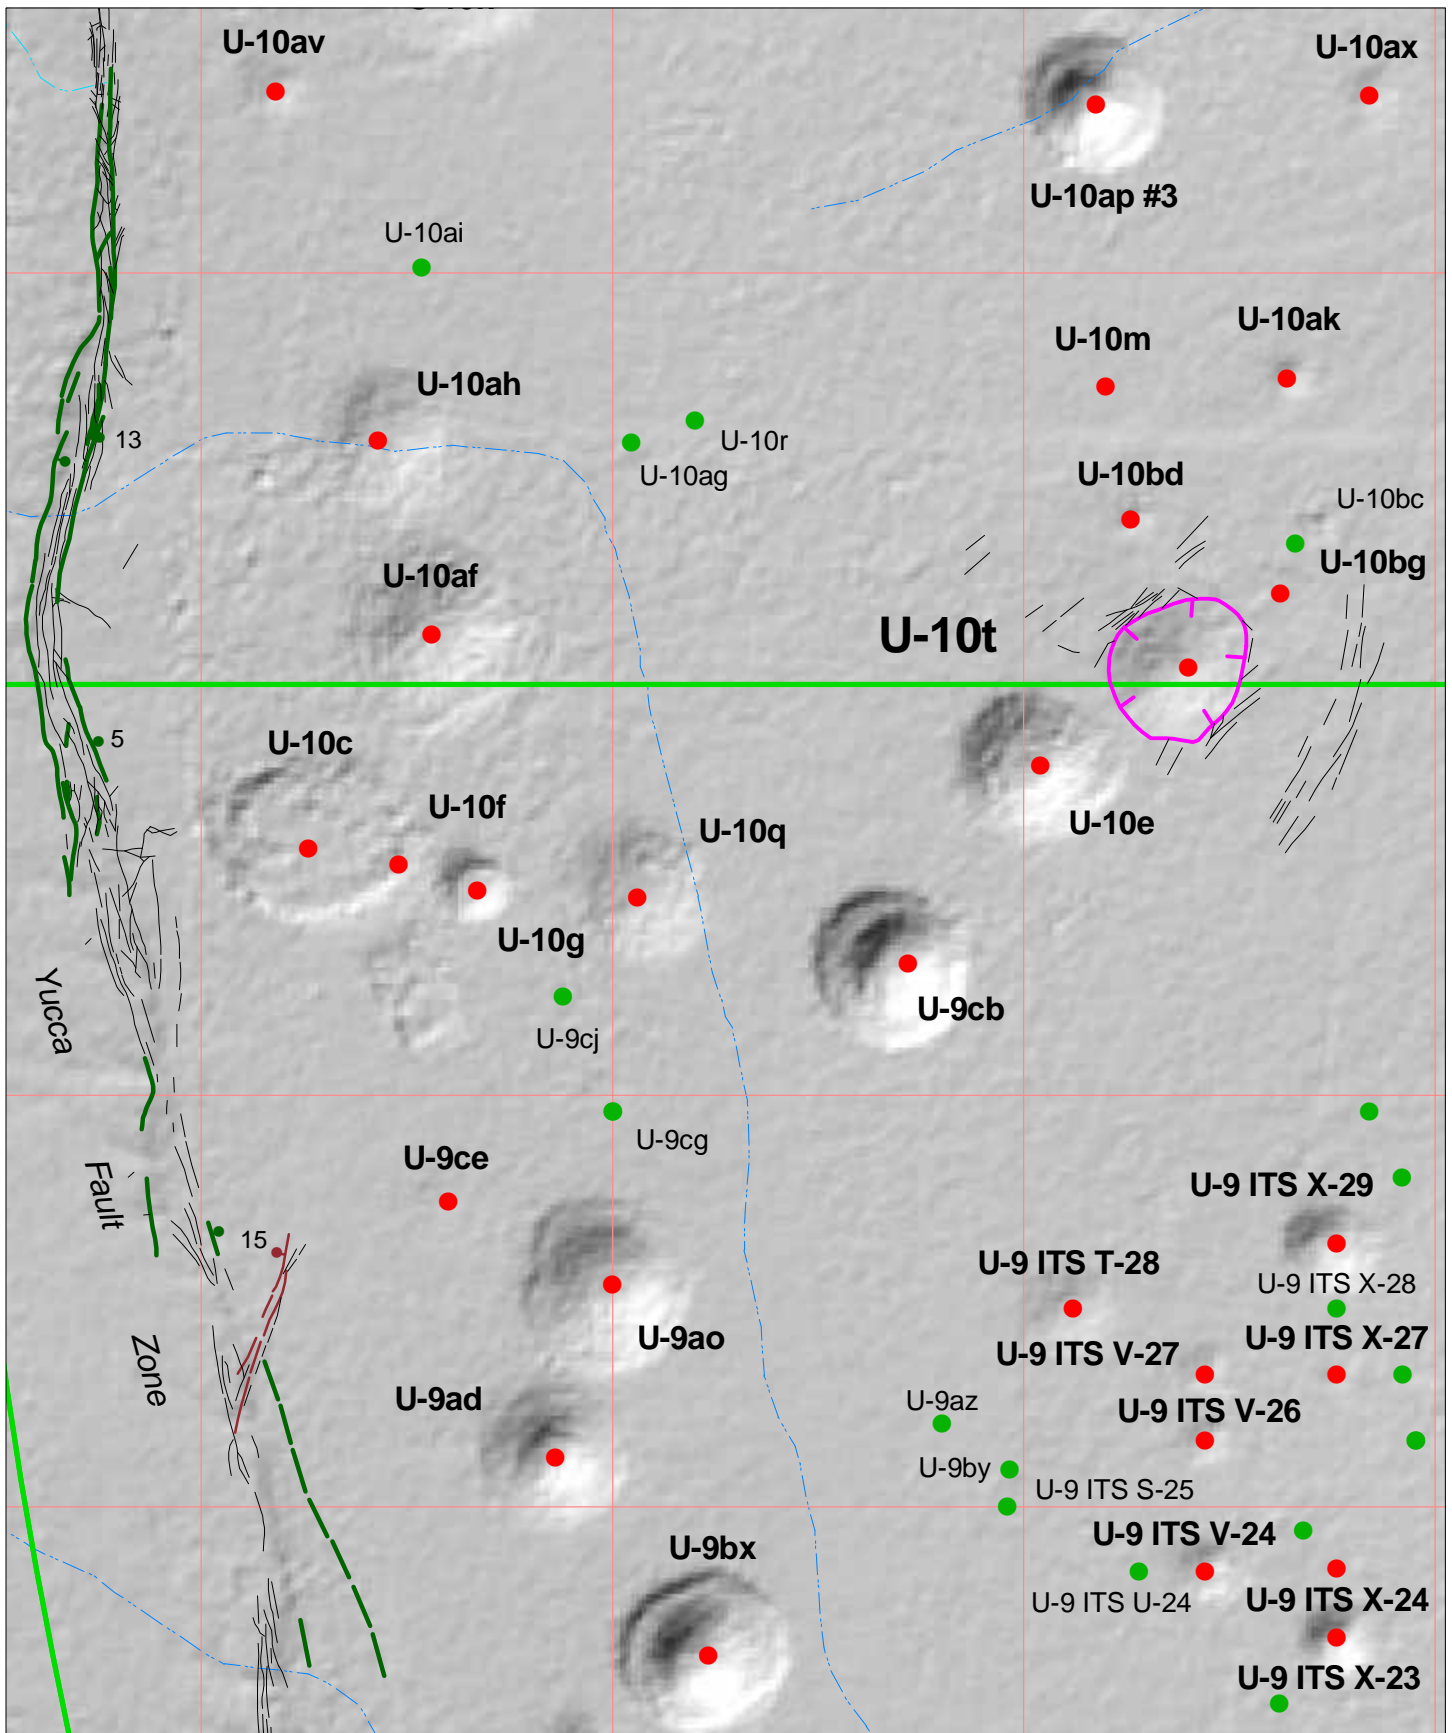 U-10av
U-10ax
U-10ap #3
U-10ai
U-10ak
U-10m
U-10ah
13
U-10r
U-10ag
U-10bd
U-10bc
U-10bg
U-10af
U-10t
5
U-10c
U-10f
U-10q
U-10e
U-10g
U-9cb
Yucca
U-9cj
U-9cg
U-9ce
Fault
U-9 ITS X-29
15
U-9 ITS T-28
U-9 ITS X-28
U-9ao
U-9 ITS X-27
U-9 ITS V-27
Zone
U-9ad
U-9az
U-9 ITS V-26
U-9by
U-9 ITS S-25
U-9 ITS V-24
U-9bx
U-9 ITS U-24
U-9 ITS X-24
U-9 ITS X-23